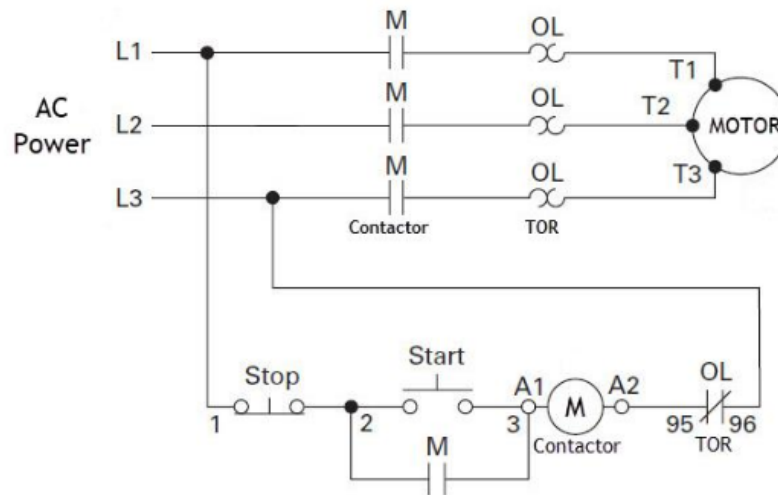 M OL
L1 T1
AC
Power
M OL
L2 T2 MOTOR
M OL
L3 T3
Contactor TOR
Stop Start A1 M A2 OL
1 2 3 Contactor 95 96
TOR
M